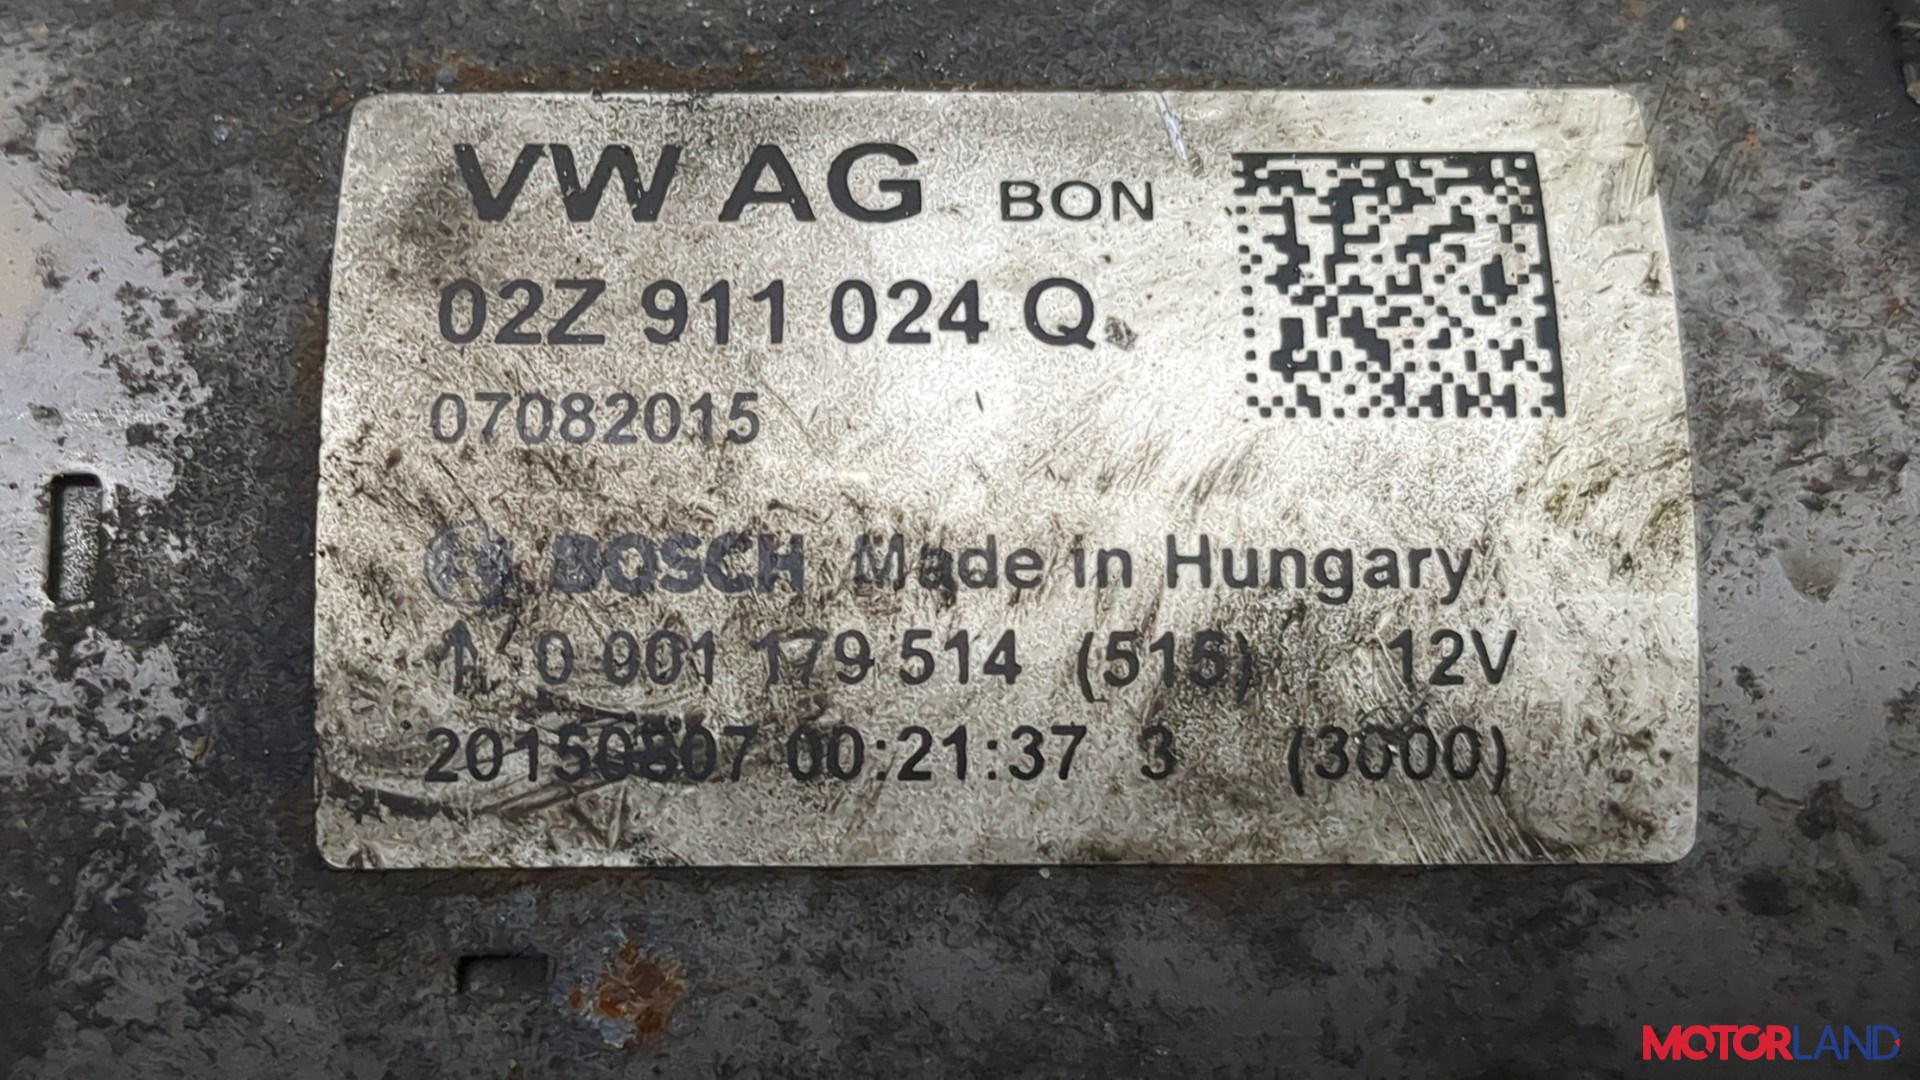 VW AG BON
02Z 911 024 Q
07082015
BOSCH Made in Hungary
↑ 0 001 179 514 (515) 12V
20150807 00:21:37 3 (3000)
MOTORLAND